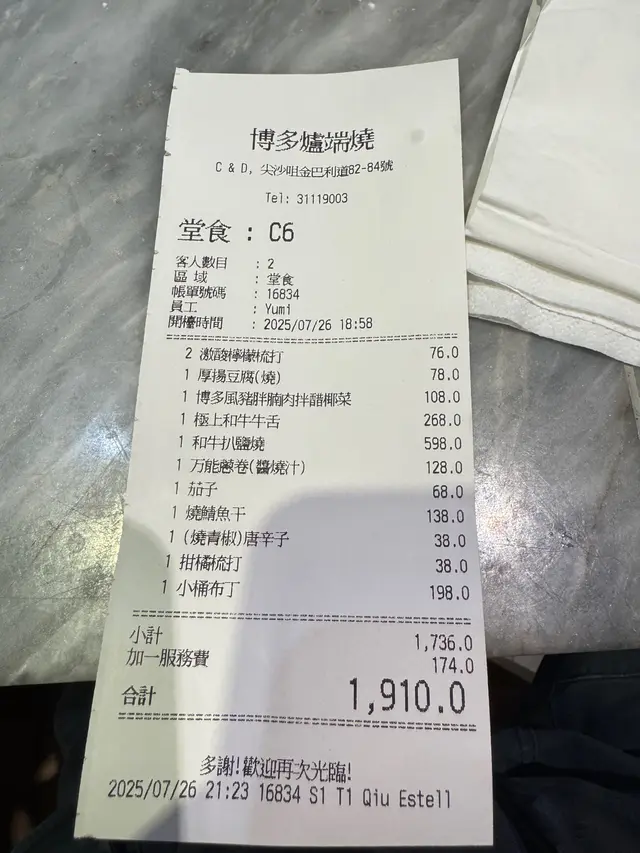 博多爐端燒
C & D, 尖沙咀金巴利道82-84號
Tel: 31119003
堂食 : C6
客人數目 : 2
區域 : 堂食
帳單號碼 : 16834
員工 : Yumi
開檯時間 : 2025/07/26 18:58
2 激酸檸檬梳打 76.0
1 厚揚豆腐(燒) 78.0
1 博多風豬胖腩肉拌醋椰菜 108.0
1 極上和牛牛舌 268.0
1 和牛扒鹽燒 598.0
1 万能蔥卷(醬燒汁) 128.0
1 茄子 68.0
1 燒鯖魚干 138.0
1 (燒青椒)唐辛子 38.0
1 柑橘梳打 38.0
1 小桶布丁 198.0
小計 1,736.0
加一服務費 174.0
合計 1,910.0
多謝!歡迎再次光臨!
2025/07/26 21:23 16834 S1 T1 Qiu Estell